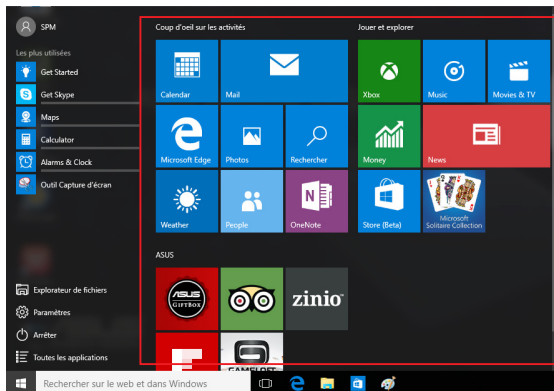 SPM
Les plus utilisées
Get Started
Get Skype
Maps
Calculator
Alarms & Clock
Outil Capture d'écran
Explorateur de fichiers
Paramètres
Arrêter
Toutes les applications
Coup d'oeil sur les activités
Calendar
Mail
Microsoft Edge
Photos
Rechercher
Weather
People
OneNote
Jouer et explorer
Xbox
Music
Movies & TV
Money
News
Store (Beta)
Microsoft
Solitaire Collection
ASUS
ASUS
GIFTBOX
zinio
GAMELOFT
Rechercher sur le web et dans Windows